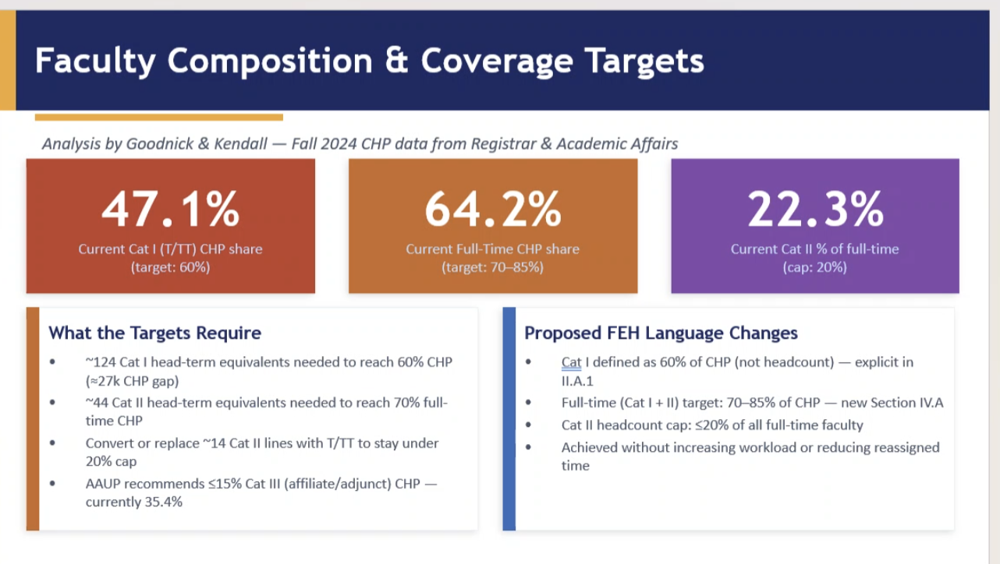 Faculty Composition & Coverage Targets
Analysis by Goodnick & Kendall — Fall 2024 CHP data from Registrar & Academic Affairs
47.1%
Current Cat I (T/TT) CHP share
(target: 60%)
64.2%
Current Full-Time CHP share
(target: 70–85%)
22.3%
Current Cat II % of full-time
(cap: 20%)
What the Targets Require
• ~124 Cat I head-term equivalents needed to reach 60% CHP
(≈27k CHP gap)
• ~44 Cat II head-term equivalents needed to reach 70% full-
time CHP
• Convert or replace ~14 Cat II lines with T/TT to stay under
20% cap
• AAUP recommends ≤15% Cat III (affiliate/adjunct) CHP —
currently 35.4%
Proposed FEH Language Changes
• Cat I defined as 60% of CHP (not headcount) — explicit in
II.A.1
• Full-time (Cat I + II) target: 70–85% of CHP — new Section IV.A
• Cat II headcount cap: ≤20% of all full-time faculty
• Achieved without increasing workload or reducing reassigned
time